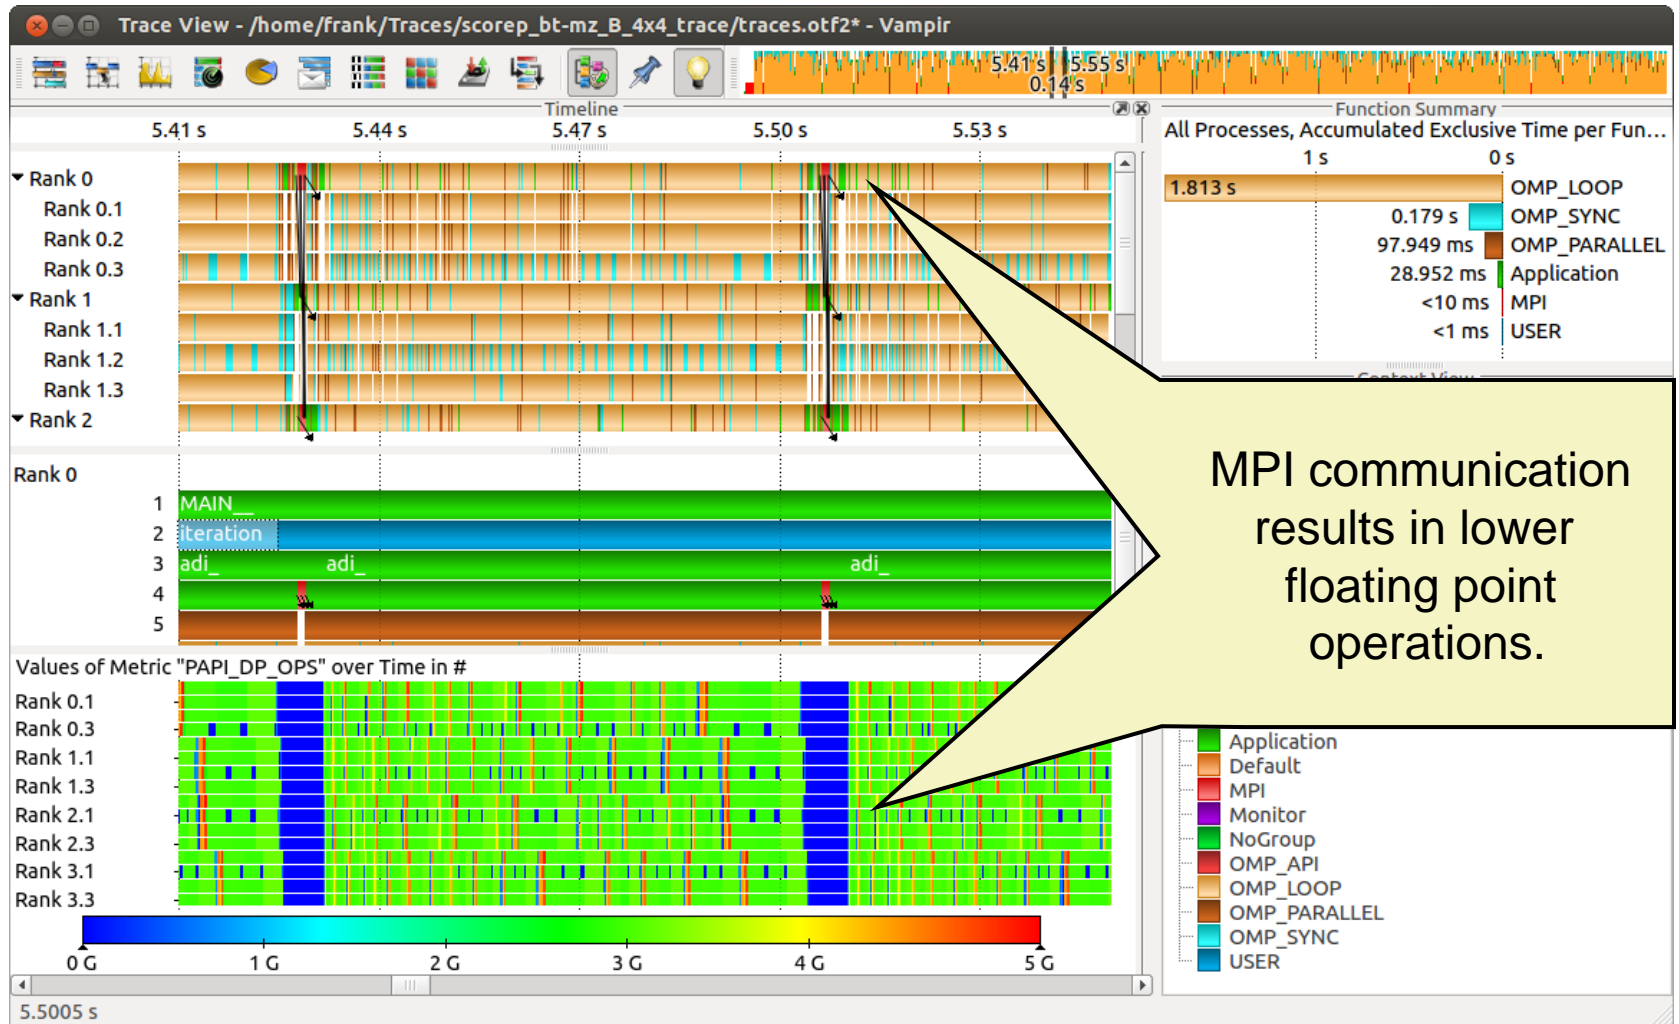 Trace View - /home/frank/Traces/scorep_bt-mz_B_4x4_trace/traces.otf2* - Vampir
5.41 s 5.55 s
0.14 s
Timeline
5.41 s 5.44 s 5.47 s 5.50 s 5.53 s
Rank 0
Rank 0.1
Rank 0.2
Rank 0.3
Rank 1
Rank 1.1
Rank 1.2
Rank 1.3
Rank 2
Rank 0
1 MAIN__
2 iteration
3 adi_ adi_ adi_
4
5
Values of Metric "PAPI_DP_OPS" over Time in #
Rank 0.1
Rank 0.3
Rank 1.1
Rank 1.3
Rank 2.1
Rank 2.3
Rank 3.1
Rank 3.3
0 G 1 G 2 G 3 G 4 G 5 G
5.5005 s
Function Summary
All Processes, Accumulated Exclusive Time per Fun...
1 s 0 s
1.813 s OMP_LOOP
0.179 s OMP_SYNC
97.949 ms OMP_PARALLEL
28.952 ms Application
<10 ms MPI
<1 ms USER
Context View
MPI communication
results in lower
floating point
operations.
Application
Default
MPI
Monitor
NoGroup
OMP_API
OMP_LOOP
OMP_PARALLEL
OMP_SYNC
USER